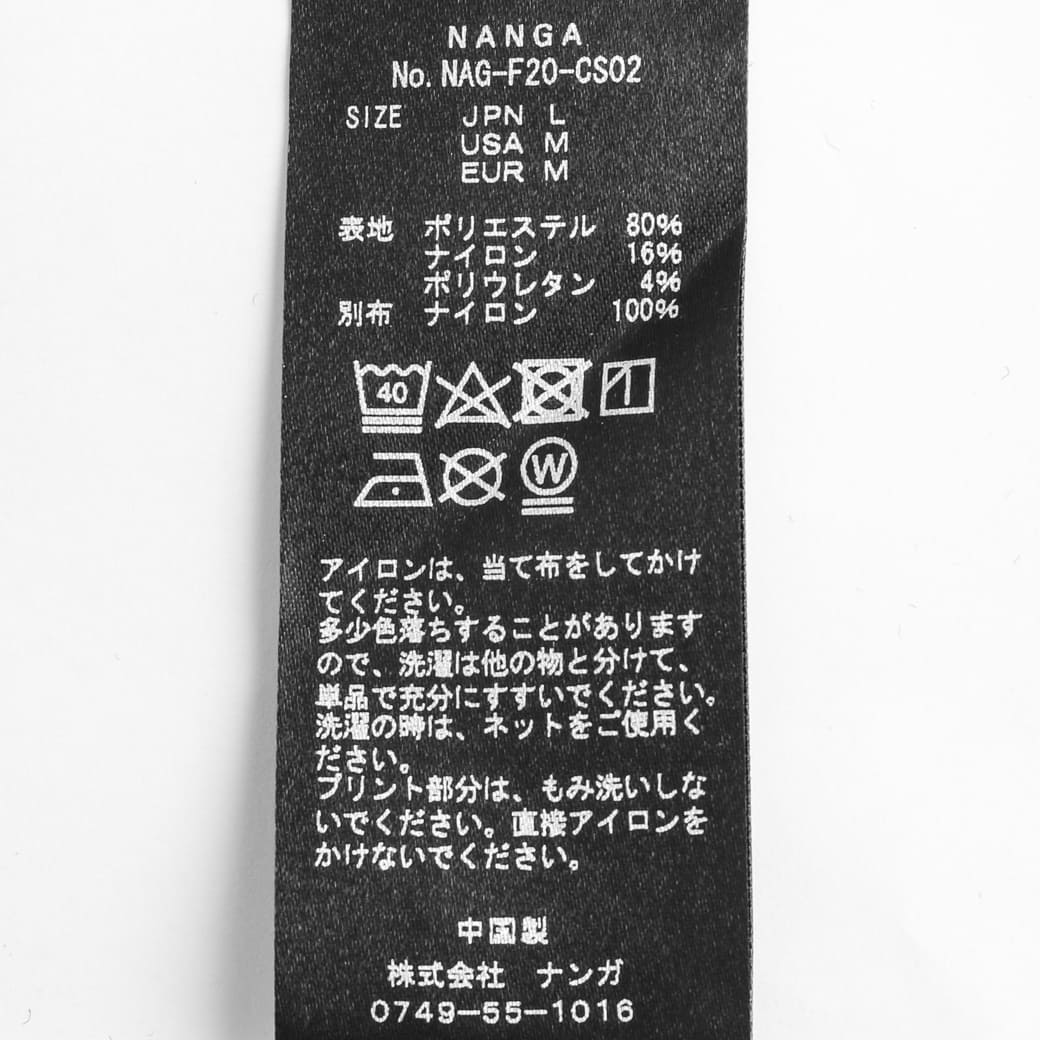 NANGA
No. NAG-F20-CS02
SIZE JPN L
USA M
EUR M
表地 ポリエステル 80%
ナイロン 16%
ポリウレタン 4%
別布 ナイロン 100%
40
W
アイロンは、当て布をしてかけ
てください。
多少色落ちすることがあります
ので、洗濯は他の物と分けて、
単品で充分にすすいでください。
洗濯の時は、ネットをご使用く
ださい。
プリント部分は、もみ洗いしな
いでください。直接アイロンを
かけないでください。
中国製
株式会社 ナンガ
0749-55-1016